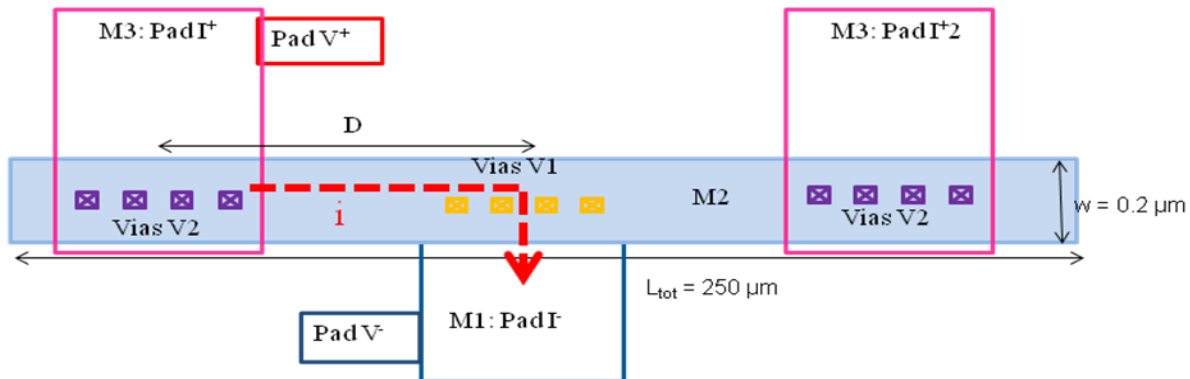 M3: Pad I⁺
Pad V⁺
M3: Pad I⁺2
D
Vias V1
M2
Vias V2
i
Vias V2
w = 0.2 µm
Lₜₒₜ = 250 µm
M1: Pad I⁻
Pad V⁻